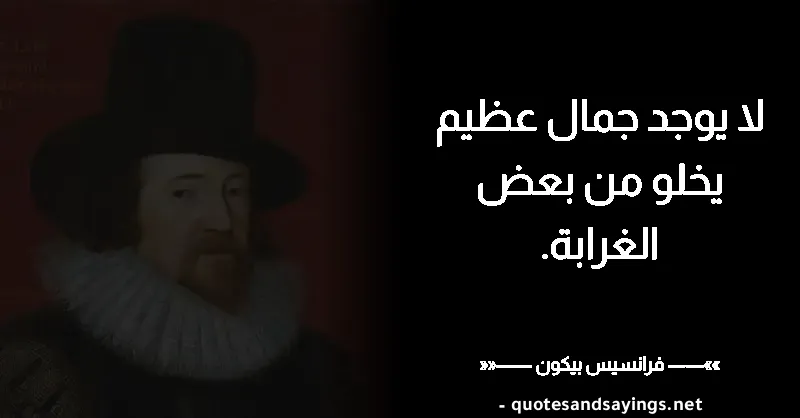 لا يوجد جمال عظيم
يخلو من بعض
الغرابة.
»»—— فرانسيس بيكون ——««
- quotesandsayings.net